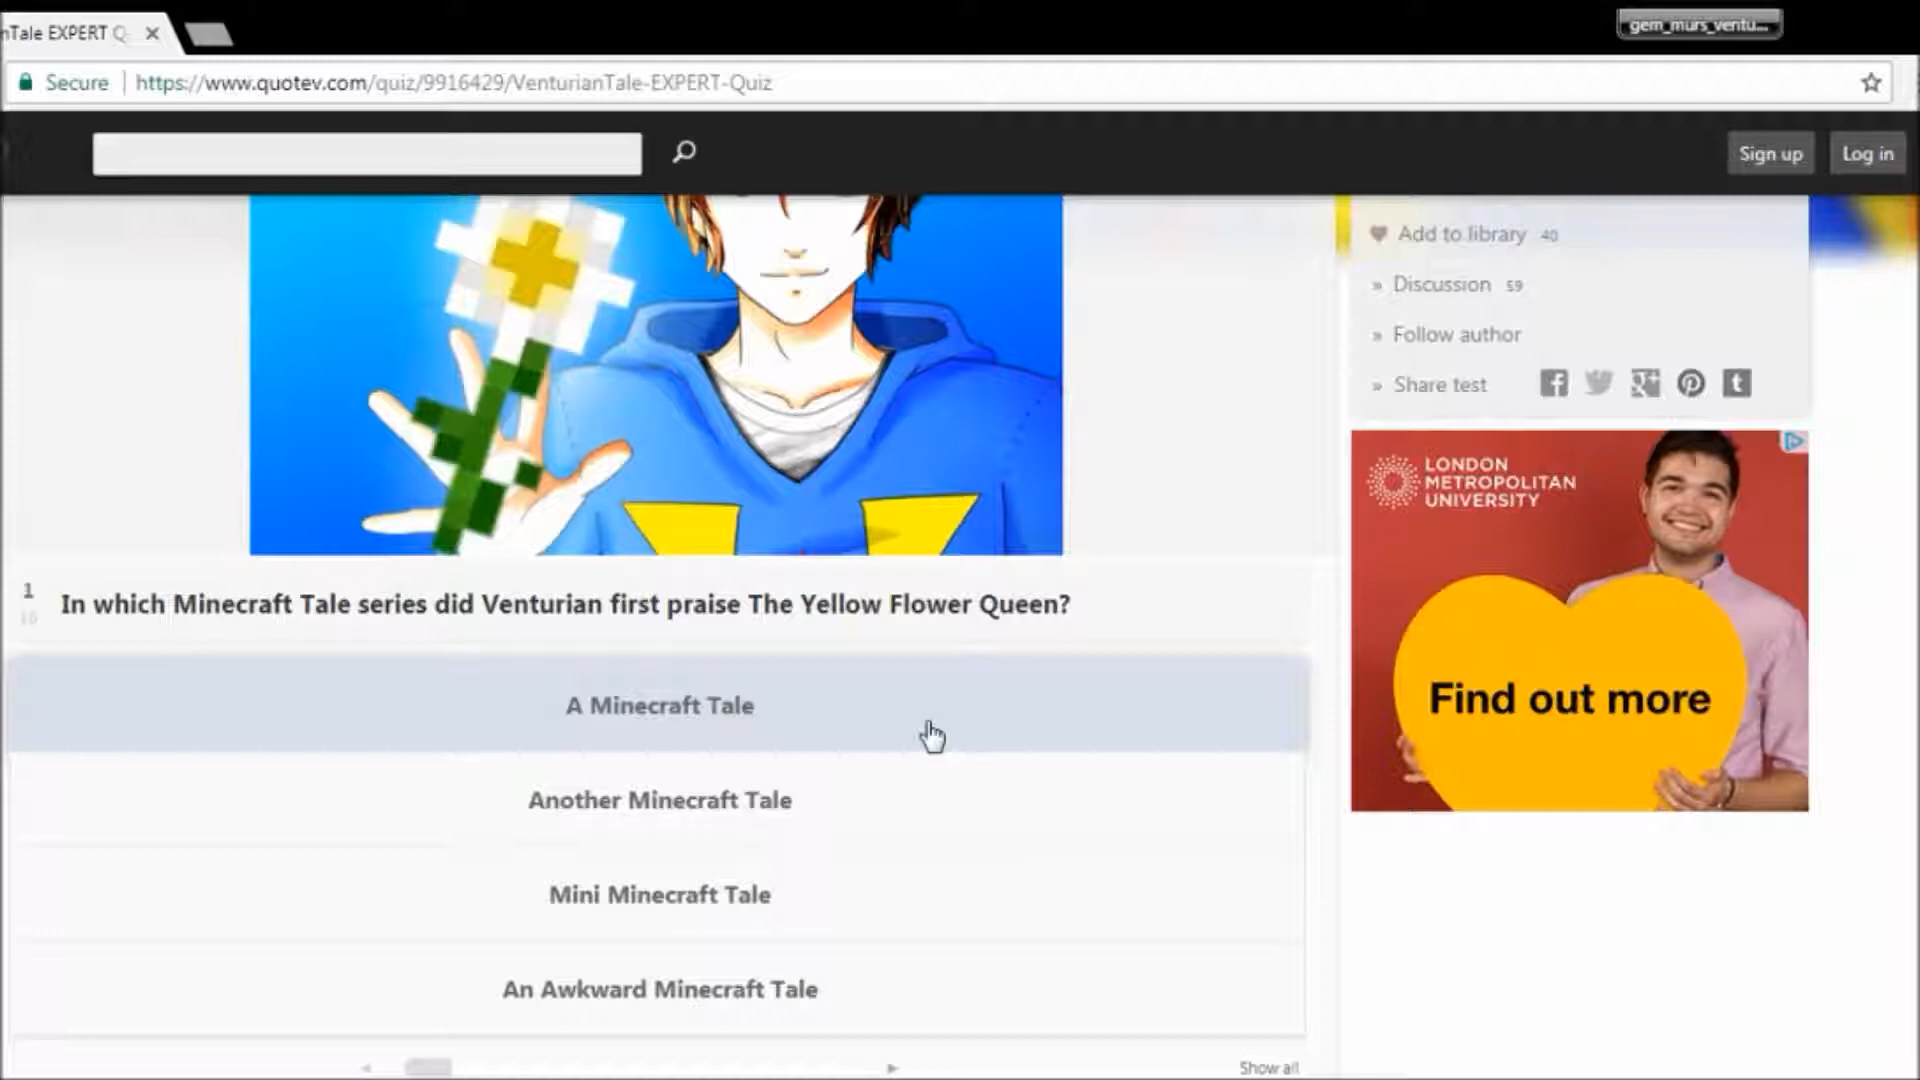 nTale EXPERT Q
gem_murs_ventu...
Secure
https://www.quotev.com/quiz/9916429/VenturianTale-EXPERT-Quiz
Sign up
Log in
Add to library 40
» Discussion 59
» Follow author
» Share test
LONDON
METROPOLITAN
UNIVERSITY
Find out more
1
10
In which Minecraft Tale series did Venturian first praise The Yellow Flower Queen?
A Minecraft Tale
Another Minecraft Tale
Mini Minecraft Tale
An Awkward Minecraft Tale
Show all